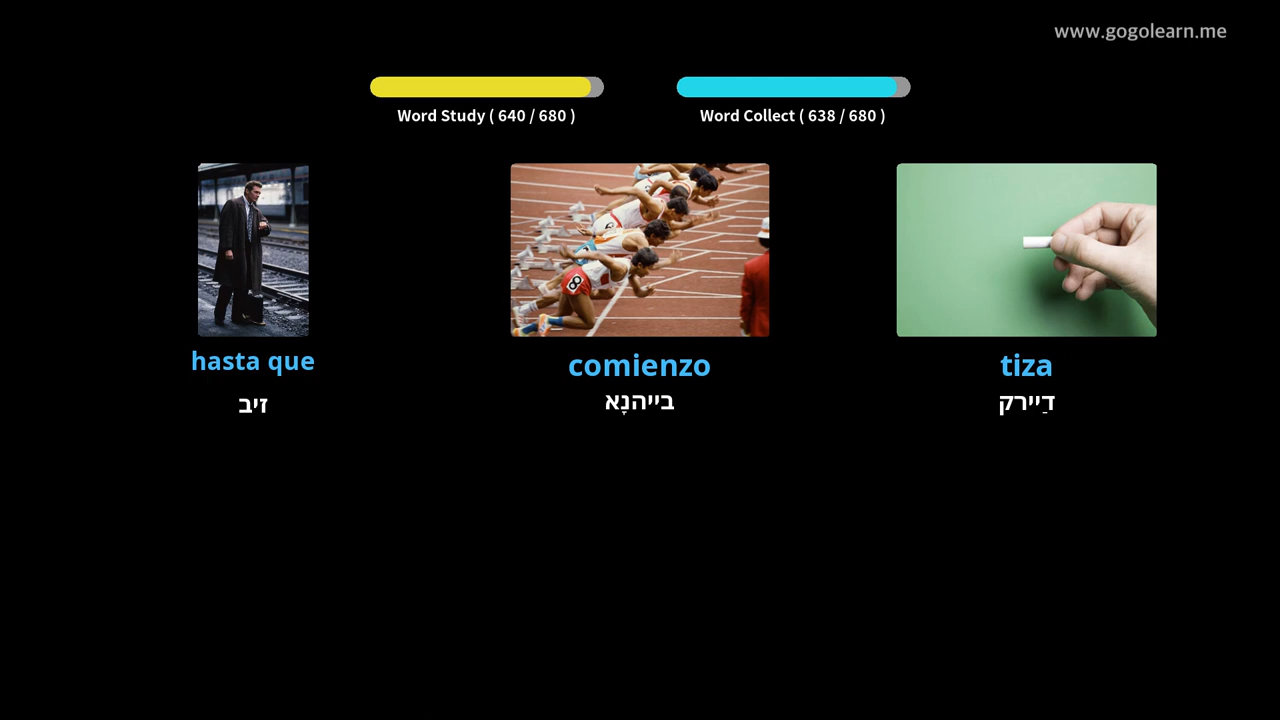 www.gogolearn.me
Word Study ( 640 / 680 )
Word Collect ( 638 / 680 )
hasta que
זיב
comienzo
בייהנָא
tiza
דַיירק